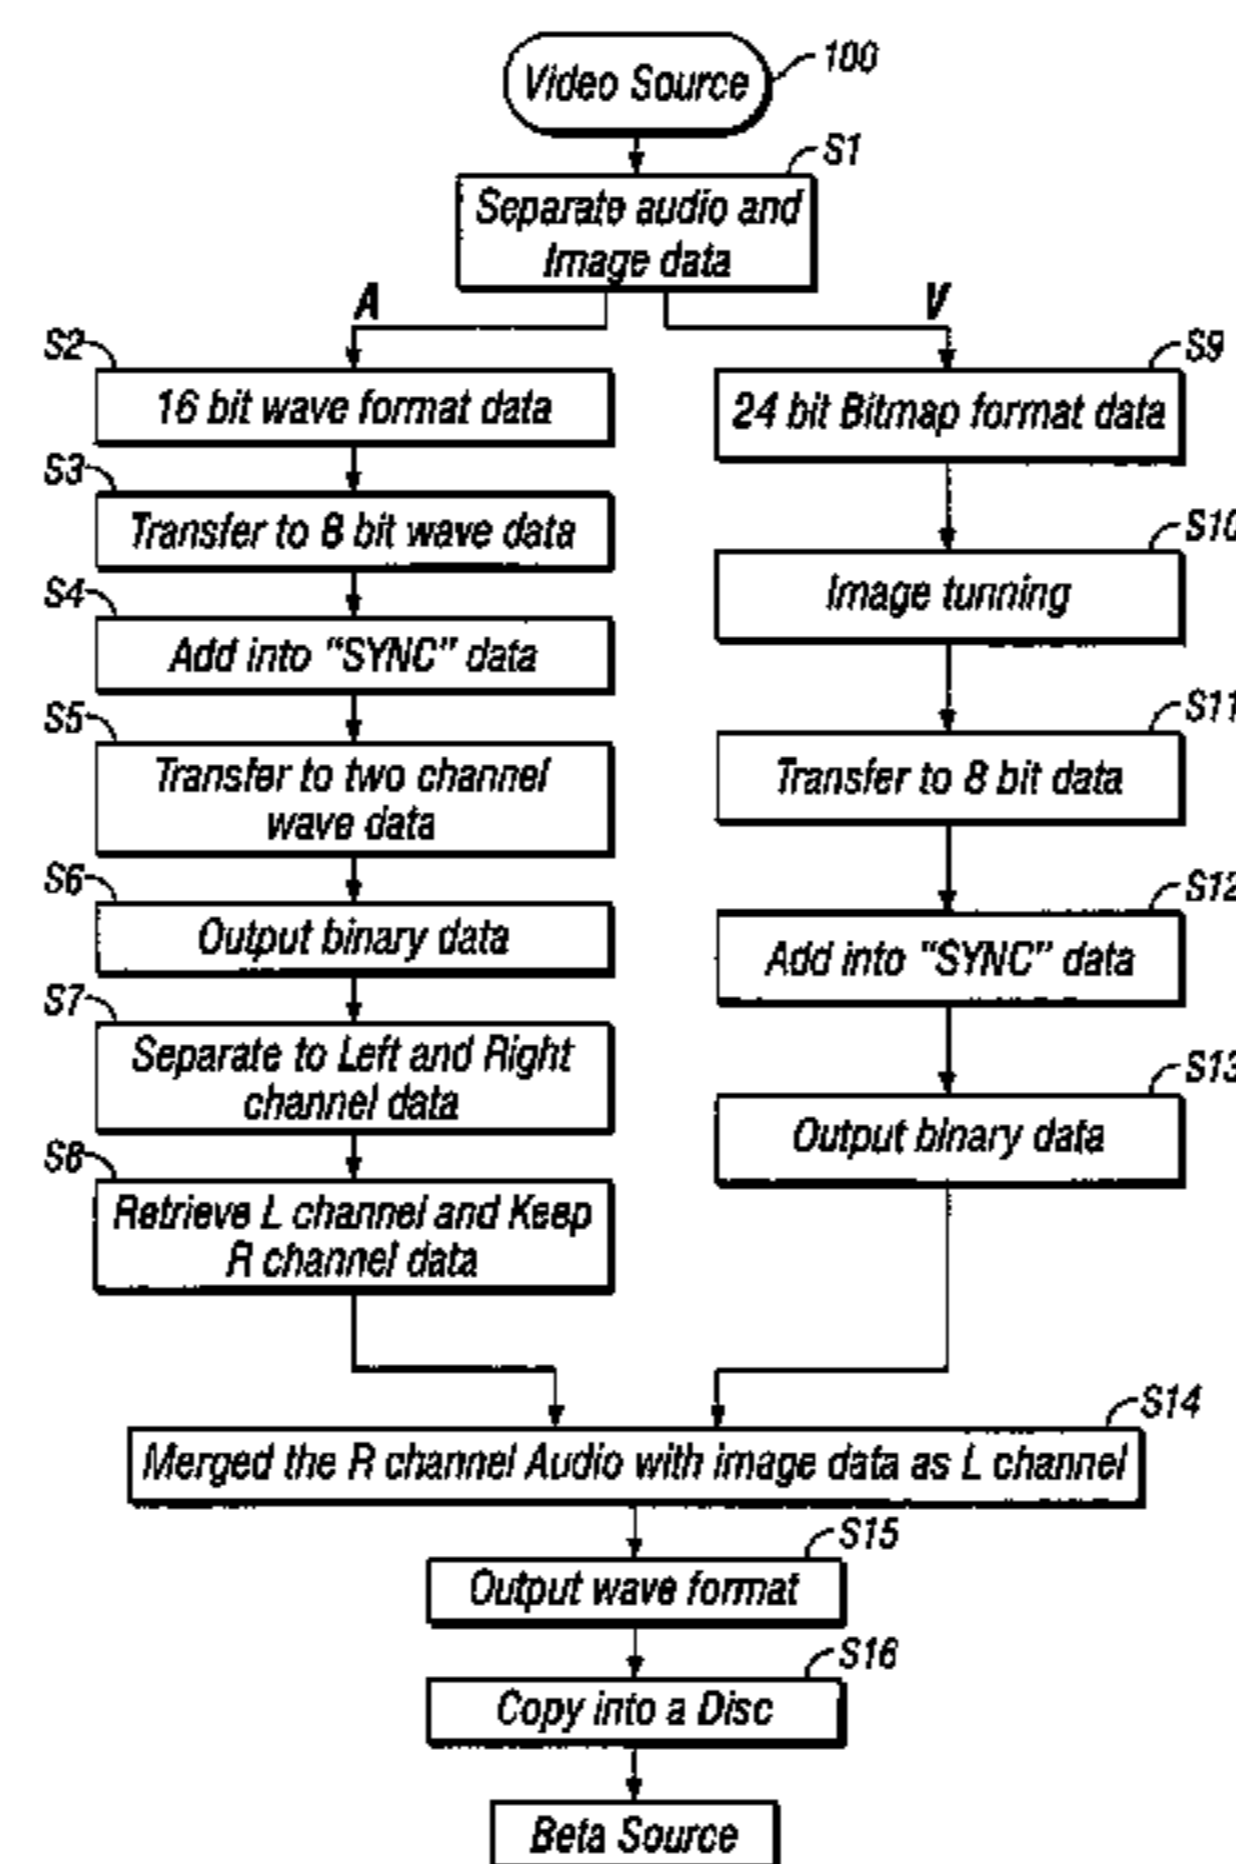 Video Source
100
S1
Separate audio and
Image data
A
V
S2
16 bit wave format data
S3
Transfer to 8 bit wave data
S4
Add into "SYNC" data
S5
Transfer to two channel
wave data
S6
Output binary data
S7
Separate to Left and Right
channel data
S8
Retrieve L channel and Keep
R channel data
S9
24 bit Bitmap format data
S10
Image tunning
S11
Transfer to 8 bit data
S12
Add into "SYNC" data
S13
Output binary data
S14
Merged the R channel Audio with image data as L channel
S15
Output wave format
S16
Copy into a Disc
Beta Source